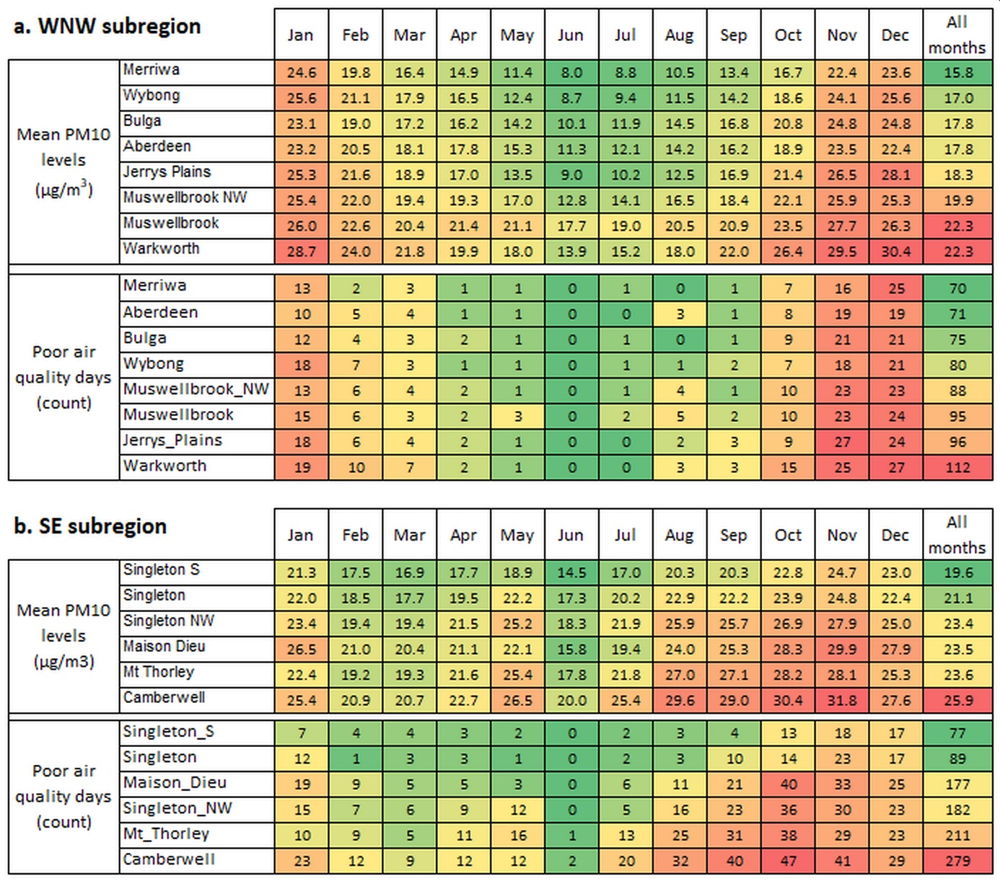 a. WNW subregion Jan Feb Mar Apr May Jun Jul Aug Sep Oct Nov Dec All months
Mean PM10 levels (µg/m³)
Merriwa 24.6 19.8 16.4 14.9 11.4 8.0 8.8 10.5 13.4 16.7 22.4 23.6 15.8
Wybong 25.6 21.1 17.9 16.5 12.4 8.7 9.4 11.5 14.2 18.6 24.1 25.6 17.0
Bulga 23.1 19.0 17.2 16.2 14.2 10.1 11.9 14.5 16.8 20.8 24.8 24.8 17.8
Aberdeen 23.2 20.5 18.1 17.8 15.3 11.3 12.1 14.2 16.2 18.9 23.5 22.4 17.8
Jerrys Plains 25.3 21.6 18.9 17.0 13.5 9.0 10.2 12.5 16.9 21.4 26.5 28.1 18.3
Muswellbrook NW 25.4 22.0 19.4 19.3 17.0 12.8 14.1 16.5 18.4 22.1 25.9 25.3 19.9
Muswellbrook 26.0 22.6 20.4 21.4 21.1 17.7 19.0 20.5 20.9 23.5 27.7 26.3 22.3
Warkworth 28.7 24.0 21.8 19.9 18.0 13.9 15.2 18.0 22.0 26.4 29.5 30.4 22.3
Poor air quality days (count)
Merriwa 13 2 3 1 1 0 1 0 1 7 16 25 70
Aberdeen 10 5 4 1 1 0 0 3 1 8 19 19 71
Bulga 12 4 3 2 1 0 1 0 1 9 21 21 75
Wybong 18 7 3 1 1 0 1 1 2 7 18 21 80
Muswellbrook_NW 13 6 4 2 1 0 1 4 1 10 23 23 88
Muswellbrook 15 6 3 2 3 0 2 5 2 10 23 24 95
Jerrys_Plains 18 6 4 2 1 0 0 2 3 9 27 24 96
Warkworth 19 10 7 2 1 0 0 3 3 15 25 27 112
b. SE subregion Jan Feb Mar Apr May Jun Jul Aug Sep Oct Nov Dec All months
Mean PM10 levels (µg/m3)
Singleton S 21.3 17.5 16.9 17.7 18.9 14.5 17.0 20.3 20.3 22.8 24.7 23.0 19.6
Singleton 22.0 18.5 17.7 19.5 22.2 17.3 20.2 22.9 22.2 23.9 24.8 22.4 21.1
Singleton NW 23.4 19.4 19.4 21.5 25.2 18.3 21.9 25.9 25.7 26.9 27.9 25.0 23.4
Maison Dieu 26.5 21.0 20.4 21.1 22.1 15.8 19.4 24.0 25.3 28.3 29.9 27.9 23.5
Mt Thorley 22.4 19.2 19.3 21.6 25.4 17.8 21.8 27.0 27.1 28.2 28.1 25.3 23.6
Camberwell 25.4 20.9 20.7 22.7 26.5 20.0 25.4 29.6 29.0 30.4 31.8 27.6 25.9
Poor air quality days (count)
Singleton_S 7 4 4 3 2 0 2 3 4 13 18 17 77
Singleton 12 1 3 3 1 0 2 3 10 14 23 17 89
Maison_Dieu 19 9 5 5 3 0 6 11 21 40 33 25 177
Singleton_NW 15 7 6 9 12 0 5 16 23 36 30 23 182
Mt_Thorley 10 9 5 11 16 1 13 25 31 38 29 23 211
Camberwell 23 12 9 12 12 2 20 32 40 47 41 29 279